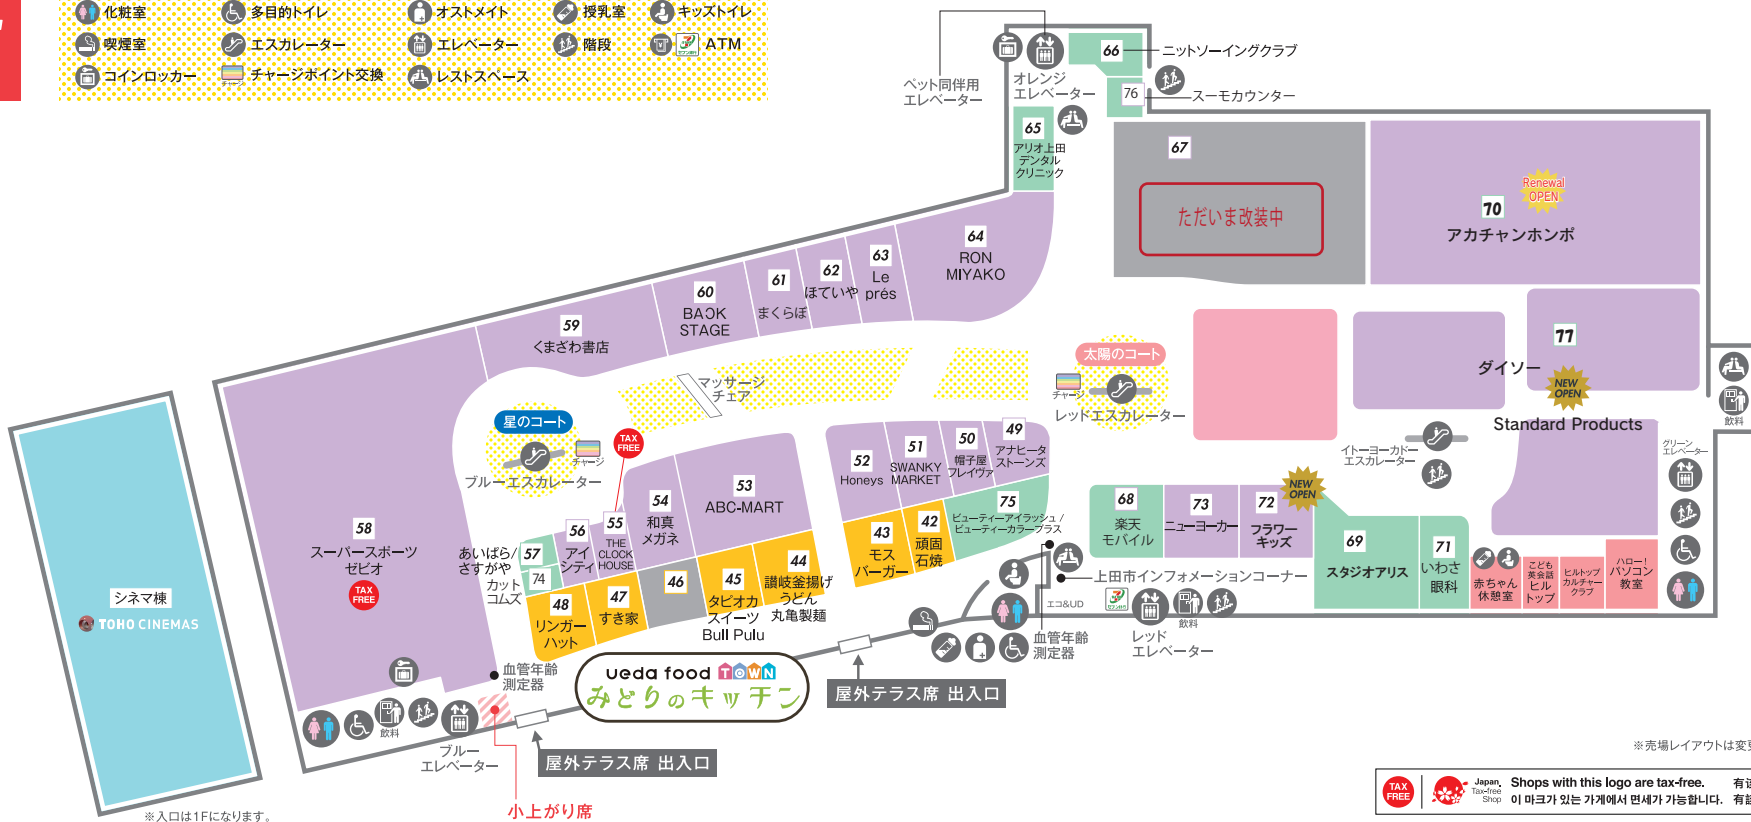 化粧室
多目的トイレ
オストメイト
授乳室
キッズトイレ
喫煙室
エスカレーター
エレベーター
階段
ATM
コインロッカー
チャージ
チャージポイント交換
レストスペース
ペット同伴用
エレベーター
オレンジ
エレベーター
66
ニットソーイングクラブ
76
スーモカウンター
65
アリオ上田
デンタル
クリニック
67
ただいま改装中
Renewal
OPEN
70
アカチャンホンポ
64
RON
MIYAKO
63
Le
prés
62
ほていや
61
まくらぼ
60
BACK
STAGE
59
くまざわ書店
77
ダイソー
NEW
OPEN
Standard Products
太陽のコート
チャージ
レッドエスカレーター
マッサージ
チェア
星のコート
チャージ
ブルーエスカレーター
TAX
FREE
イトーヨーカドー
エスカレーター
飲料
グリーン
エレベーター
58
スーパースポーツ
ゼビオ
TAX
FREE
シネマ棟
TOHO CINEMAS
※入口は1Fになります。
57
あいばら/
さすがや
74
カット
コムズ
56
アイ
シティ
55
THE
CLOCK
HOUSE
54
和真
メガネ
53
ABC-MART
52
Honeys
51
SWANKY
MARKET
50
帽子屋
フレイヴァ
49
アナヒータ
ストーンズ
75
ビューティーアイラッシュ /
ビューティーカラープラス
48
リンガー
ハット
47
すき家
46
45
タピオカ
スイーツ
Bull Pulu
44
讃岐釜揚げ
うどん
丸亀製麺
43
モス
バーガー
42
頑固
石焼
68
楽天
モバイル
73
ニューヨーカー
72
フラワー
キッズ
NEW
OPEN
69
スタジオアリス
71
いわさ
眼科
赤ちゃん
休憩室
こども
英会話
ヒル
トップ
ヒルトップ
カルチャー
クラブ
ハロー!
パソコン
教室
上田市インフォメーションコーナー
エコ&UD
血管年齢
測定器
レッド
エレベーター
飲料
血管年齢
測定器
ueda food TOWN
みどりのキッチン
屋外テラス席 出入口
屋外テラス席 出入口
飲料
ブルー
エレベーター
小上がり席
※売場レイアウトは変更
TAX
FREE
Japan.
Tax-free
Shop
Shops with this logo are tax-free.
이 마크가 있는 가게에서 면세가 가능합니다.